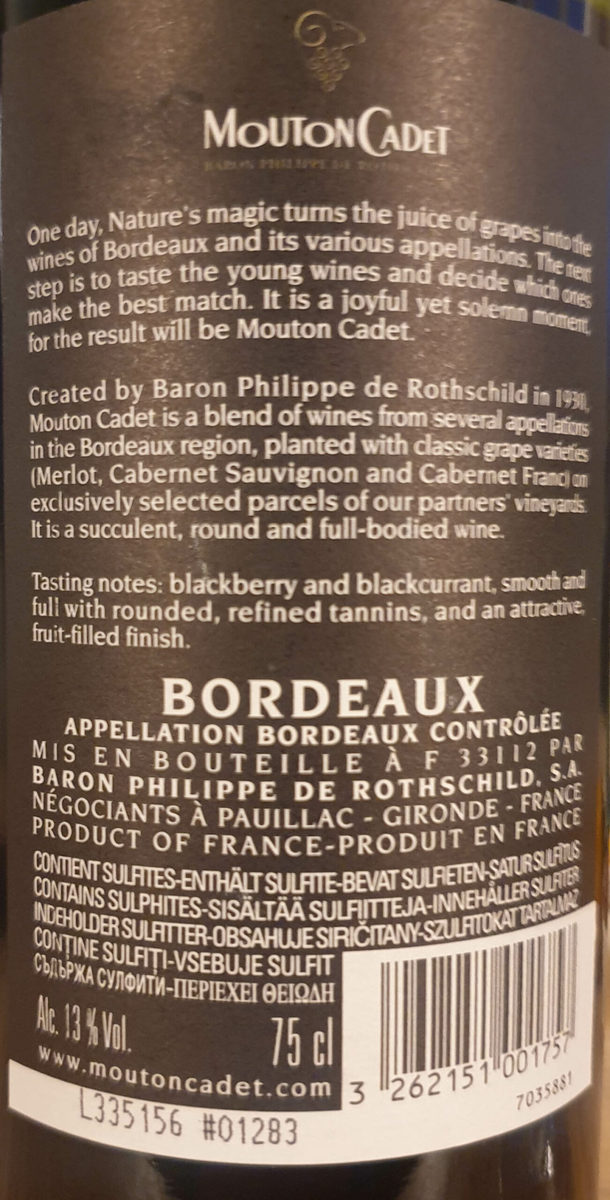 MOUTON CADET
BARON PHILIPPE DE
One day, Nature's magic turns the juice of grapes into the
wines of Bordeaux and its various appellations. The next
step is to taste the young wines and decide which ones
make the best match. It is a joyful yet solemn moment,
for the result will be Mouton Cadet.
Created by Baron Philippe de Rothschild in 1930,
Mouton Cadet is a blend of wines from several appellations
in the Bordeaux region, planted with classic grape varieties
(Merlot, Cabernet Sauvignon and Cabernet Franc) on
exclusively selected parcels of our partners' vineyards.
It is a succulent, round and full-bodied wine.
Tasting notes: blackberry and blackcurrant, smooth and
full with rounded, refined tannins, and an attractive,
fruit-filled finish.
BORDEAUX
APPELLATION BORDEAUX CONTRÔLÉE
MIS EN BOUTEILLE À F 33112 PAR
BARON PHILIPPE DE ROTHSCHILD, S.A.
NÉGOCIANTS À PAUILLAC - GIRONDE - FRANCE
PRODUCT OF FRANCE-PRODUIT EN FRANCE
CONTIENT SULFITES-ENTHÄLT SULFITE-BEVAT SULFIETEN-SATUR SULFĪTUS
CONTAINS SULPHITES-SISÄLTÄÄ SULFIITTEJA-INNEHÅLLER SULFITER
INDEHOLDER SULFITTER-OBSAHUJE SIRIČITANY-SZULFITOKAT TARTALMAZ
CONȚINE SULFIȚI-VSEBUJE SULFIT
СЪДЪРЖА СУЛФИТИ-ΠΕΡΙΕΧΕΙ ΘΕΙΩΔΗ
Alc. 13 % Vol. 75 cl
www.moutoncadet.com
3 262151 001757
7035881
L335156 #01283